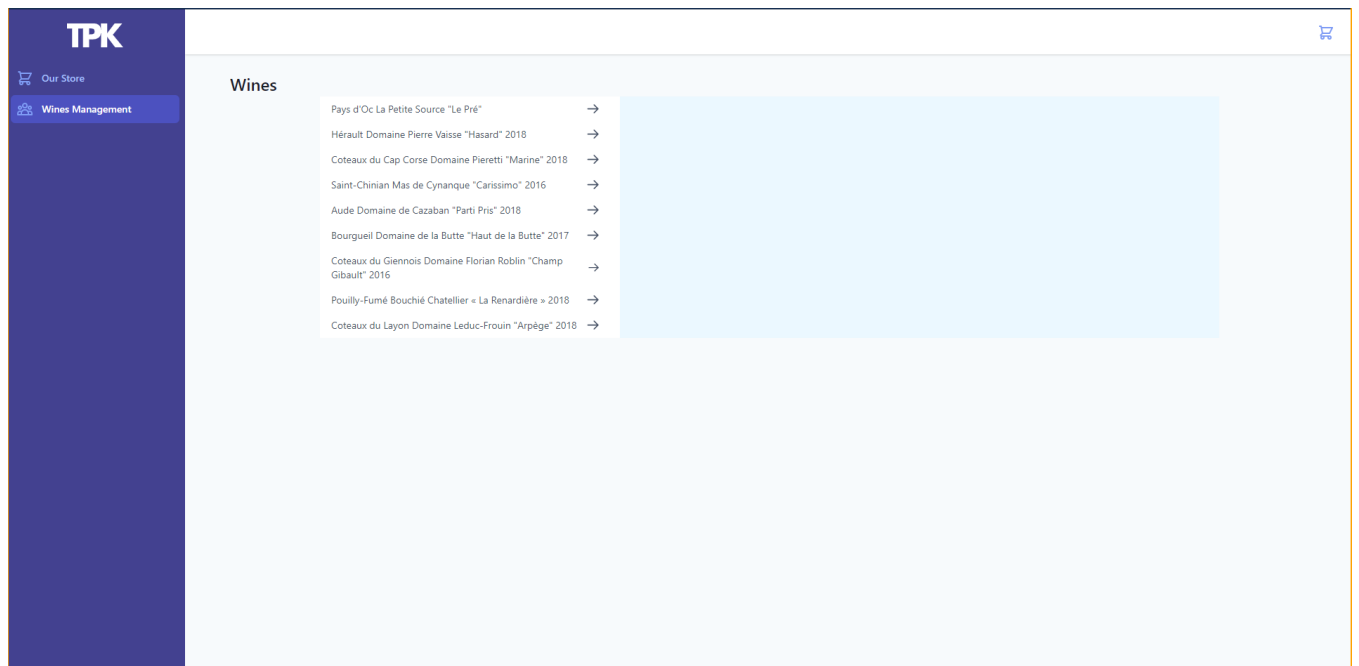 TPK
Our Store
Wines Management
Wines
Pays d'Oc La Petite Source "Le Pré"
Hérault Domaine Pierre Vaisse "Hasard" 2018
Coteaux du Cap Corse Domaine Pieretti "Marine" 2018
Saint-Chinian Mas de Cynanque "Carissimo" 2016
Aude Domaine de Cazaban "Parti Pris" 2018
Bourgueil Domaine de la Butte "Haut de la Butte" 2017
Coteaux du Giennois Domaine Florian Roblin "Champ
Gibault" 2016
Pouilly-Fumé Bouchié Chatellier « La Renardière » 2018
Coteaux du Layon Domaine Leduc-Frouin "Arpège" 2018